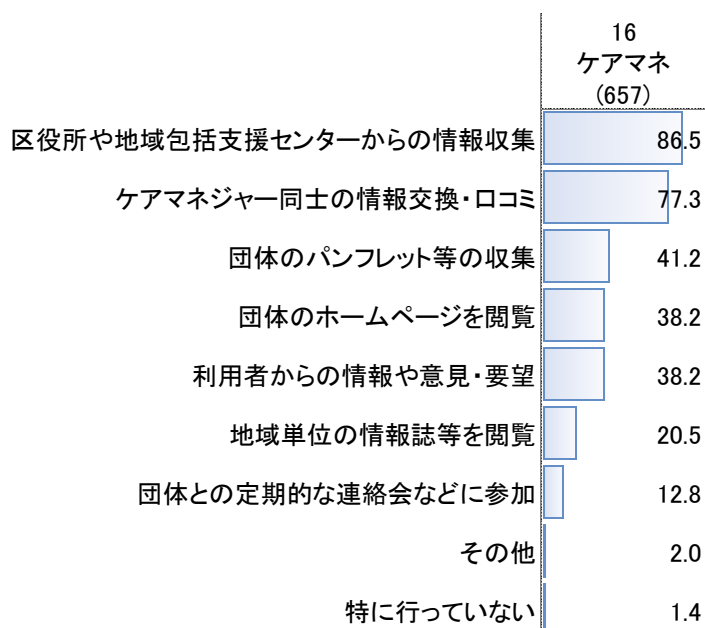 16
ケアマネ
(657)
区役所や地域包括支援センターからの情報収集 86.5
ケアマネジャー同士の情報交換・口コミ 77.3
団体のパンフレット等の収集 41.2
団体のホームページを閲覧 38.2
利用者からの情報や意見・要望 38.2
地域単位の情報誌等を閲覧 20.5
団体との定期的な連絡会などに参加 12.8
その他 2.0
特に行っていない 1.4